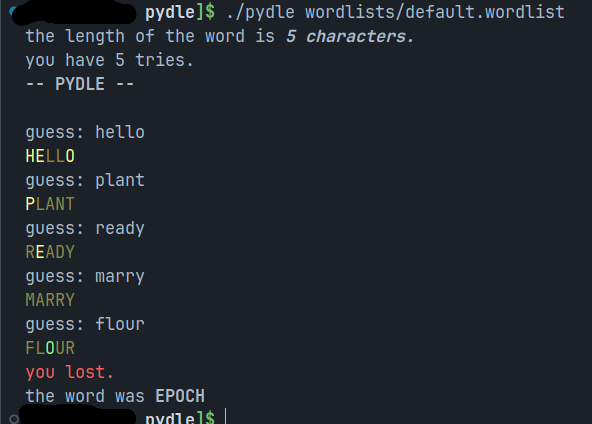 pydle]$ ./pydle wordlists/default.wordlist
the length of the word is 5 characters.
you have 5 tries.
-- PYDLE --
guess: hello
HELLO
guess: plant
PLANT
guess: ready
READY
guess: marry
MARRY
guess: flour
FLOUR
you lost.
the word was EPOCH
pydle]$